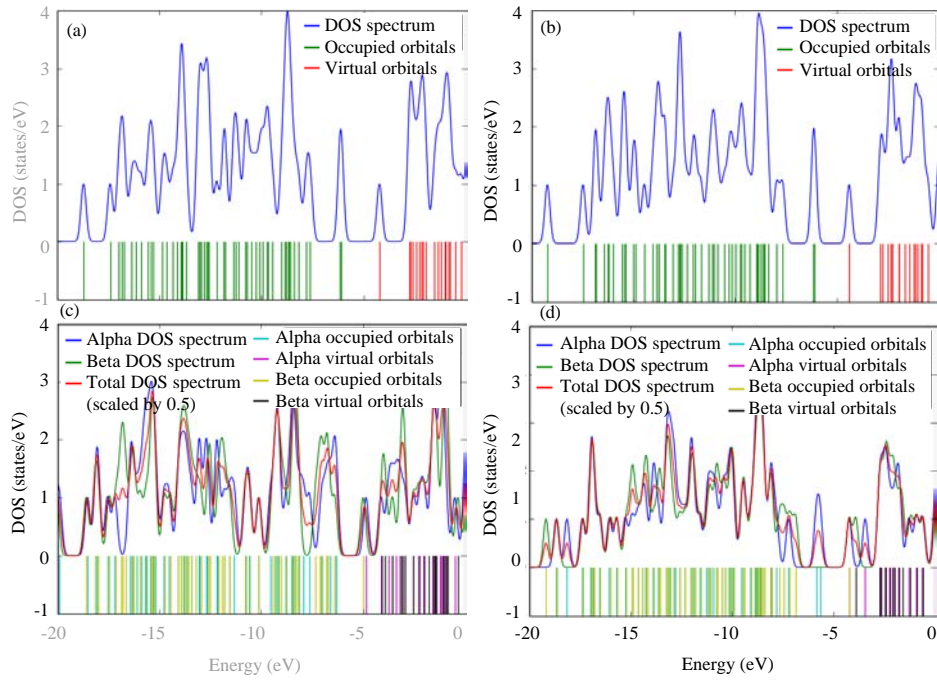 (a)
DOS spectrum
Occupied orbitals
Virtual orbitals
DOS (states/eV)
4
3
2
1
0
-1
(b)
DOS spectrum
Occupied orbitals
Virtual orbitals
DOS (states/eV)
4
3
2
1
0
-1
(c)
Alpha DOS spectrum
Beta DOS spectrum
Total DOS spectrum
(scaled by 0.5)
Alpha occupied orbitals
Alpha virtual orbitals
Beta occupied orbitals
Beta virtual orbitals
DOS (states/eV)
4
3
2
1
0
-1
-20 -15 -10 -5 0
Energy (eV)
(d)
Alpha DOS spectrum
Beta DOS spectrum
Total DOS spectrum
(scaled by 0.5)
Alpha occupied orbitals
Alpha virtual orbitals
Beta occupied orbitals
Beta virtual orbitals
DOS (states/eV)
4
3
2
1
0
-1
-20 -15 -10 -5 0
Energy (eV)